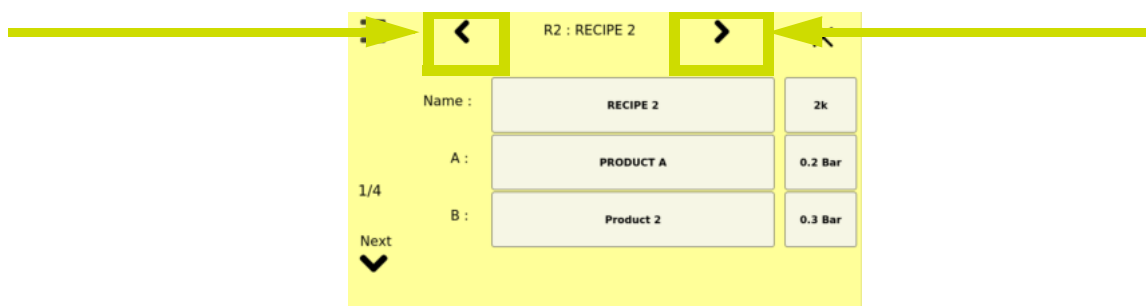 R2 : RECIPE 2
Name : RECIPE 2 2k
A : PRODUCT A 0.2 Bar
1/4
B : Product 2 0.3 Bar
Next